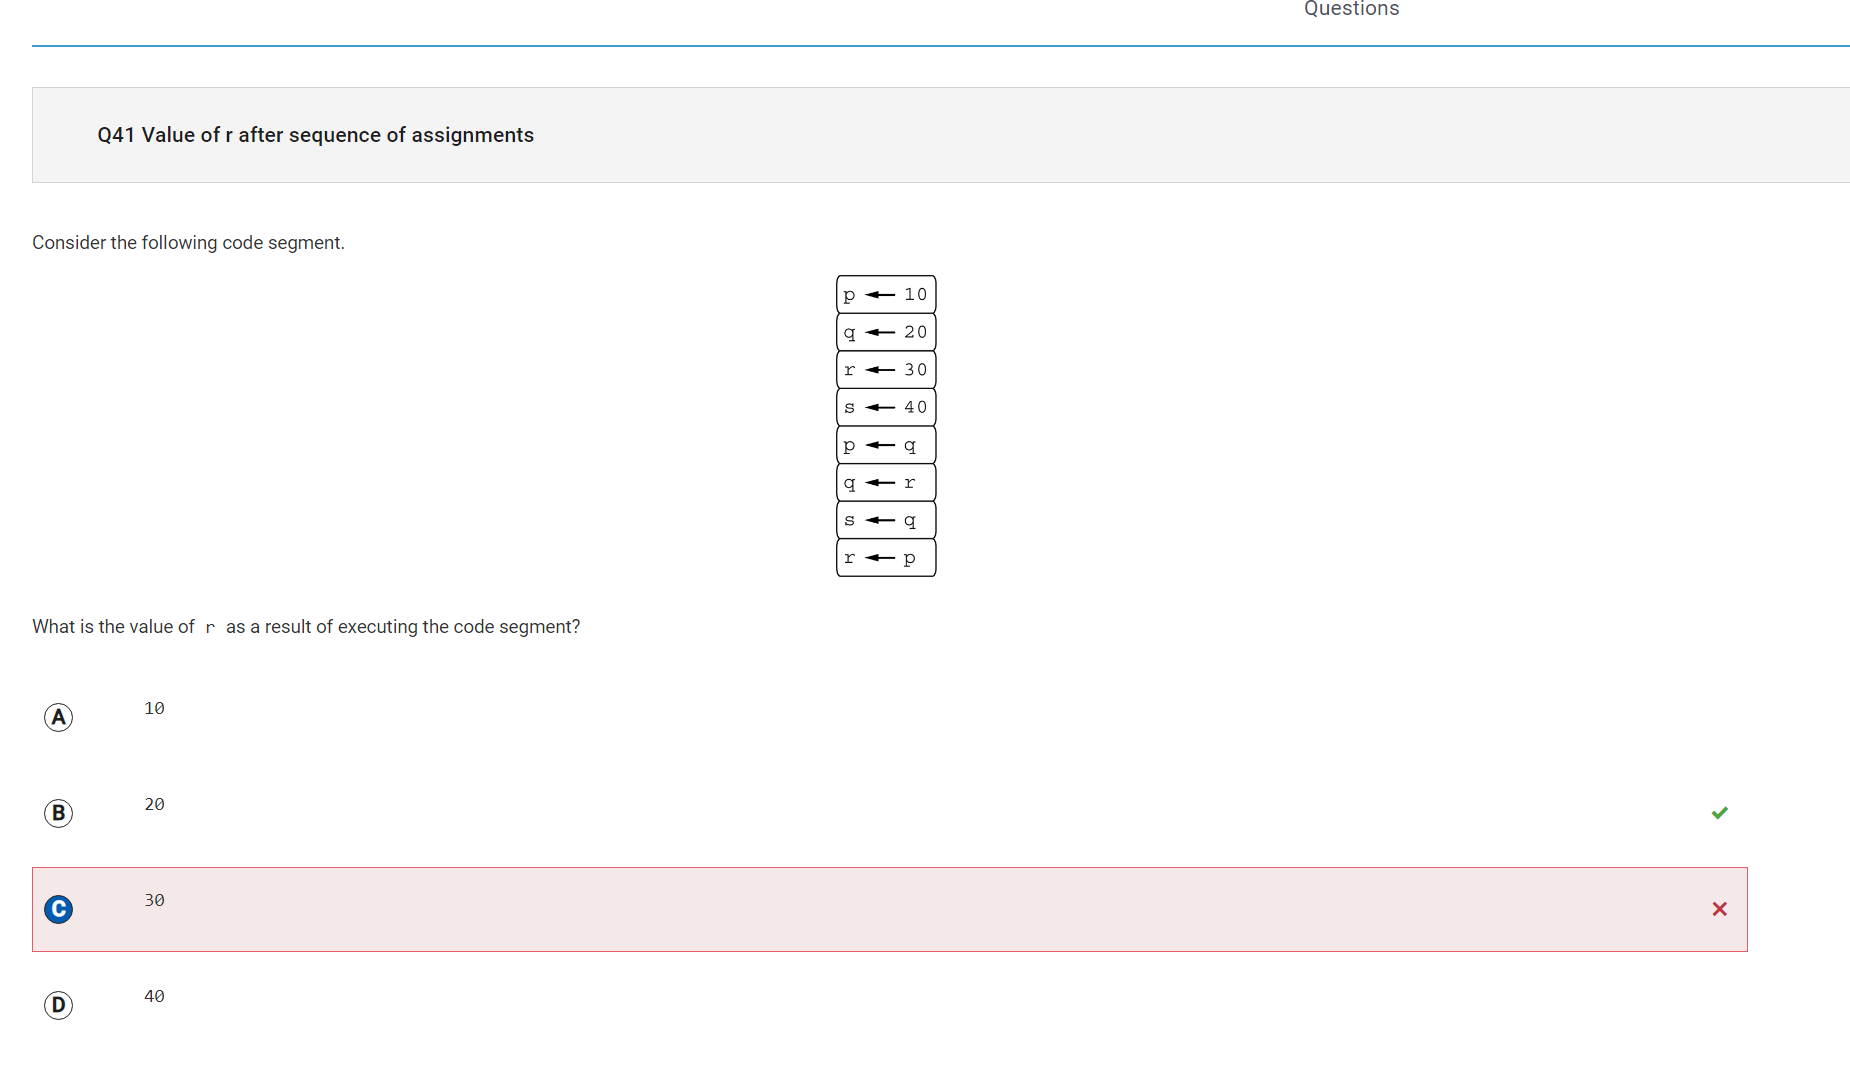 Questions
Q41 Value of r after sequence of assignments
Consider the following code segment.
p ← 10
q ← 20
r ← 30
s ← 40
p ← q
q ← r
s ← q
r ← p
What is the value of r as a result of executing the code segment?
A 10
B 20
C 30
D 40